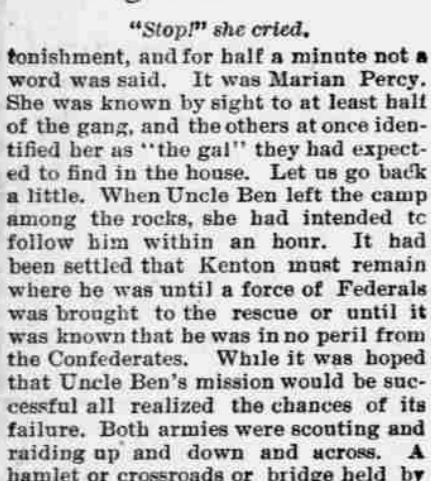 "Stop!" she cried.
tonishment, and for half a minute not a
word was said. It was Marian Percy.
She was known by sight to at least half
of the gang, and the others at once iden-
tified her as "the gal" they had expect-
ed to find in the house. Let us go back
a little. When Uncle Ben left the camp
among the rocks, she had intended to
follow him within an hour. It had
been settled that Kenton must remain
where he was until a force of Federals
was brought to the rescue or until it
was known that he was in no peril from
the Confederates. While it was hoped
that Uncle Ben's mission would be suc-
cessful all realized the chances of its
failure. Both armies were scouting and
raiding up and down and across. A
hamlet or crossroads or bridge held by